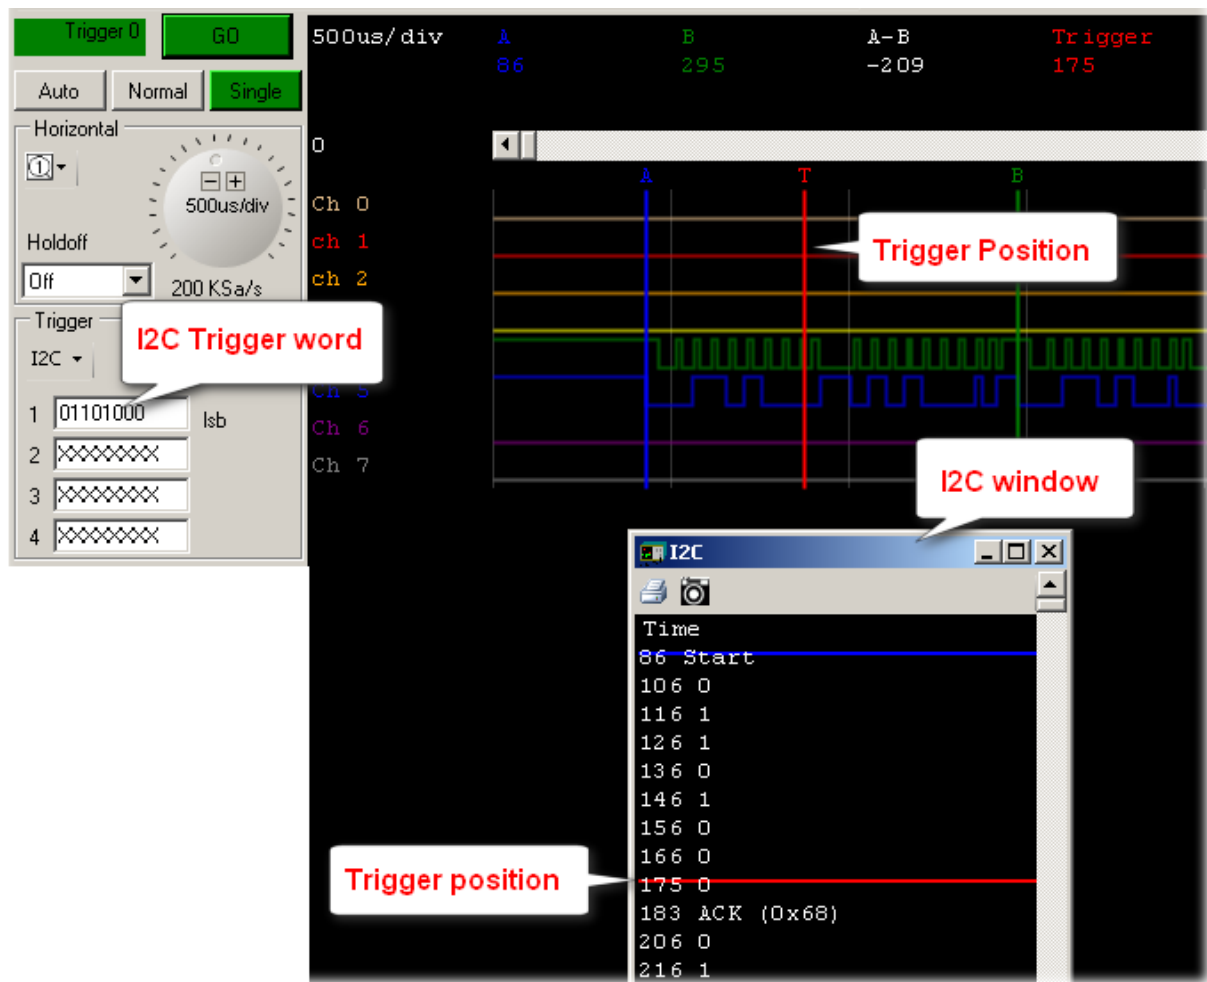 Trigger 0
GO
Auto
Normal
Single
Horizontal
1
500us/div
Holdoff
Off
200 KSa/s
Trigger
I2C Trigger word
I2C
1 01101000 lsb
2 XXXXXXXX
3 XXXXXXXX
4 XXXXXXXX
500us/div A B A-B Trigger
86 295 -209 175
0
A T B
Ch 0
ch 1
ch 2
Ch 5
Ch 6
Ch 7
Trigger Position
I2C window
I2C
Time
86 Start
106 0
116 1
126 1
136 0
146 1
156 0
166 0
175 0
183 ACK (0x68)
206 0
216 1
Trigger position